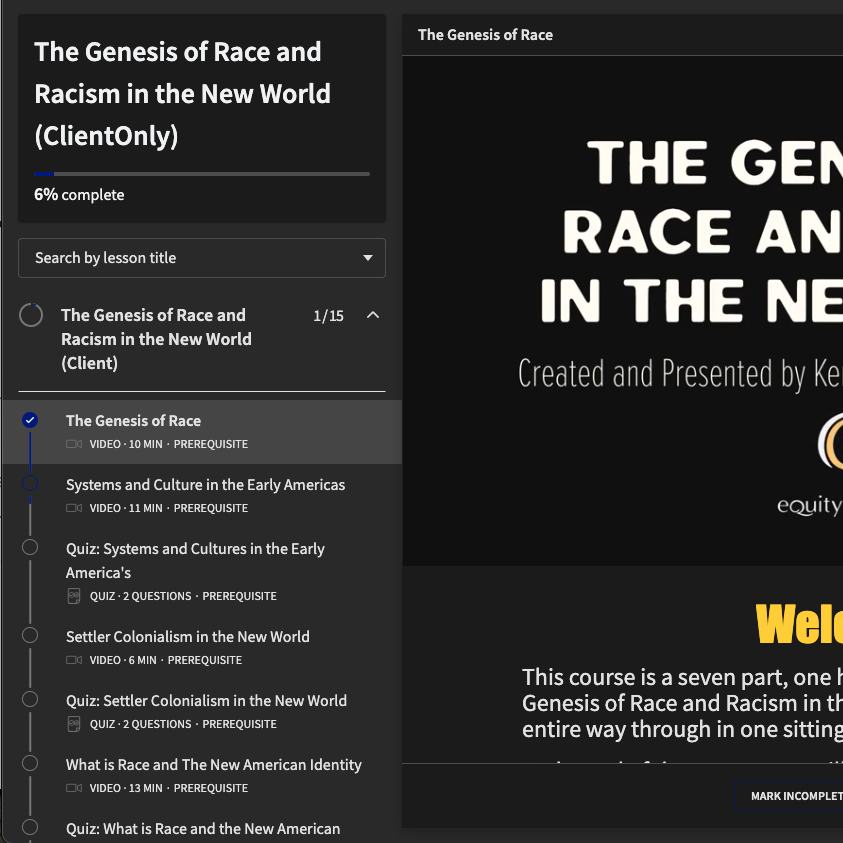 The Genesis of Race and
Racism in the New World
(ClientOnly)
6% complete
Search by lesson title
The Genesis of Race and
Racism in the New World
(Client)
1/15
The Genesis of Race
VIDEO · 10 MIN · PREREQUISITE
Systems and Culture in the Early Americas
VIDEO · 11 MIN · PREREQUISITE
Quiz: Systems and Cultures in the Early
America's
QUIZ · 2 QUESTIONS · PREREQUISITE
Settler Colonialism in the New World
VIDEO · 6 MIN · PREREQUISITE
Quiz: Settler Colonialism in the New World
QUIZ · 2 QUESTIONS · PREREQUISITE
What is Race and The New American Identity
VIDEO · 13 MIN · PREREQUISITE
Quiz: What is Race and the New American
The Genesis of Race
THE GEN
RACE AN
IN THE NE
Created and Presented by Ke
equity
Welc
This course is a seven part, one h
Genesis of Race and Racism in th
entire way through in one sitting
MARK INCOMPLET